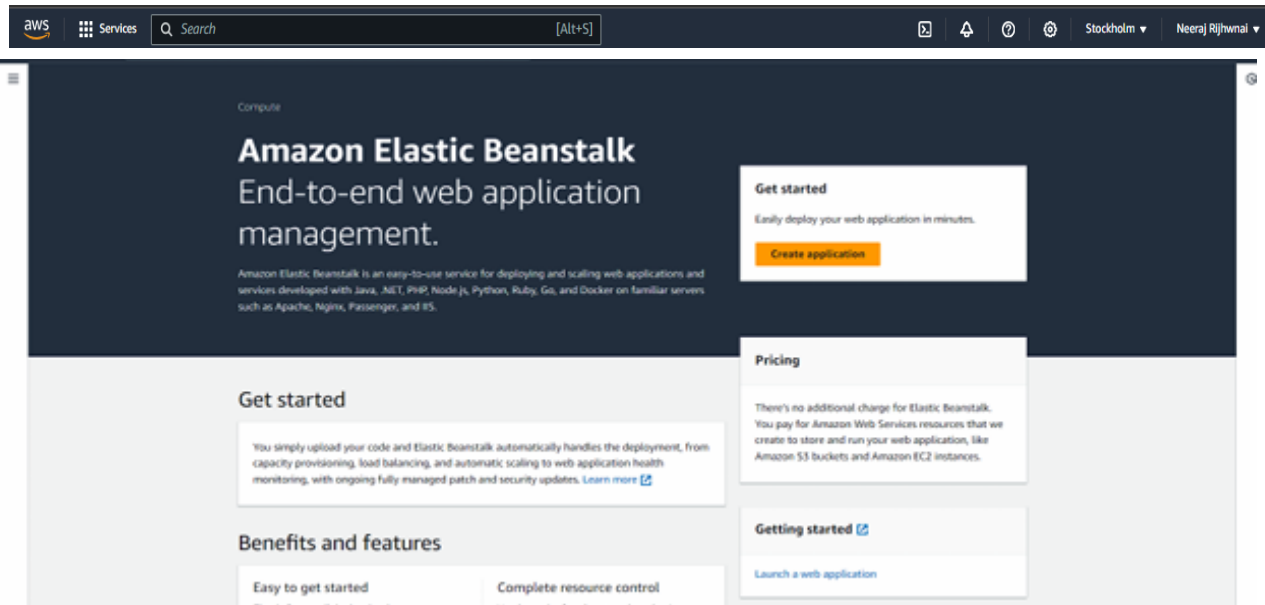 aws
Services
Search
[Alt+S]
Stockholm
Neeraj Rijhwnai
Compute
Amazon Elastic Beanstalk
End-to-end web application
management.
Amazon Elastic Beanstalk is an easy-to-use service for deploying and scaling web applications and
services developed with Java, .NET, PHP, Node.js, Python, Ruby, Go, and Docker on familiar servers
such as Apache, Nginx, Passenger, and IIS.
Get started
Easily deploy your web application in minutes.
Create application
Pricing
There's no additional charge for Elastic Beanstalk.
You pay for Amazon Web Services resources that we
create to store and run your web application, like
Amazon S3 buckets and Amazon EC2 instances.
Get started
You simply upload your code and Elastic Beanstalk automatically handles the deployment, from
capacity provisioning, load balancing, and automatic scaling to web application health
monitoring, with ongoing fully managed patch and security updates. Learn more
Getting started
Launch a web application
Benefits and features
Easy to get started
Complete resource control